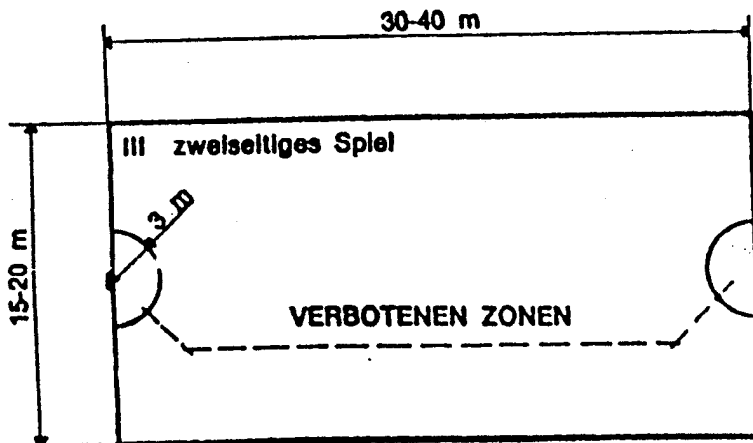 30-40 m
III zweiseitiges Spiel
3 m
15-20 m
VERBOTENEN ZONEN